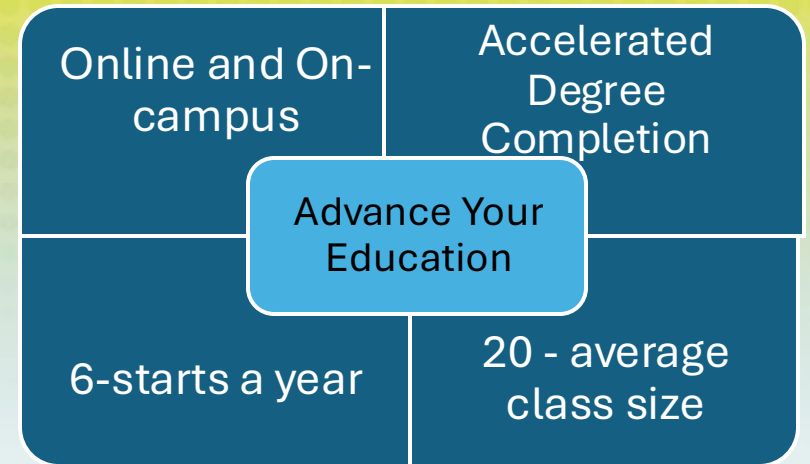 Online and On-
campus
Accelerated
Degree
Completion
Advance Your
Education
6-starts a year
20 - average
class size